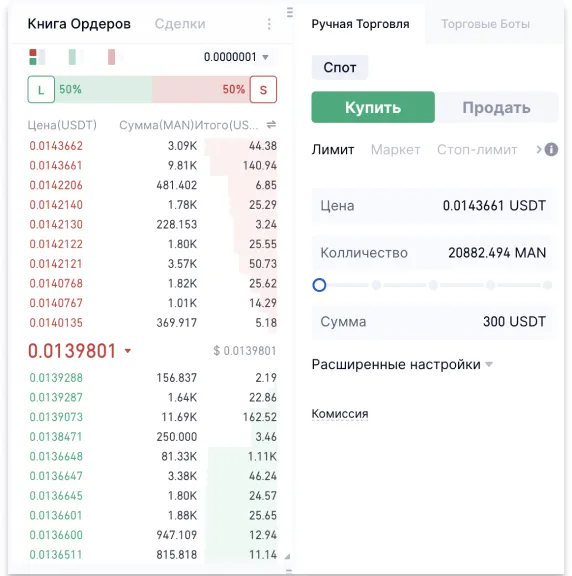 Книга Ордеров Сделки
0.0000001
L 50% 50% S
Цена(USDT) Сумма(MAN) Итого(US...
0.0143662 3.09K 44.38
0.0143661 9.81K 140.94
0.0142206 481.402 6.85
0.0142140 1.78K 25.29
0.0142130 228.153 3.24
0.0142122 1.80K 25.55
0.0142121 3.57K 50.73
0.0140768 1.82K 25.62
0.0140767 1.01K 14.29
0.0140135 369.917 5.18
0.0139801 $ 0.0139801
0.0139288 156.837 2.19
0.0139287 1.64K 22.86
0.0139073 11.69K 162.52
0.0138471 250.000 3.46
0.0136648 81.33K 1.11K
0.0136647 3.38K 46.24
0.0136645 1.80K 24.57
0.0136601 1.88K 25.65
0.0136600 947.109 12.94
0.0136511 815.818 11.14
Ручная Торговля Торговые Боты
Спот
Купить Продать
Лимит Маркет Стоп-лимит
Цена 0.0143661 USDT
Колличество 20882.494 MAN
Сумма 300 USDT
Расширенные настройки
Комиссия